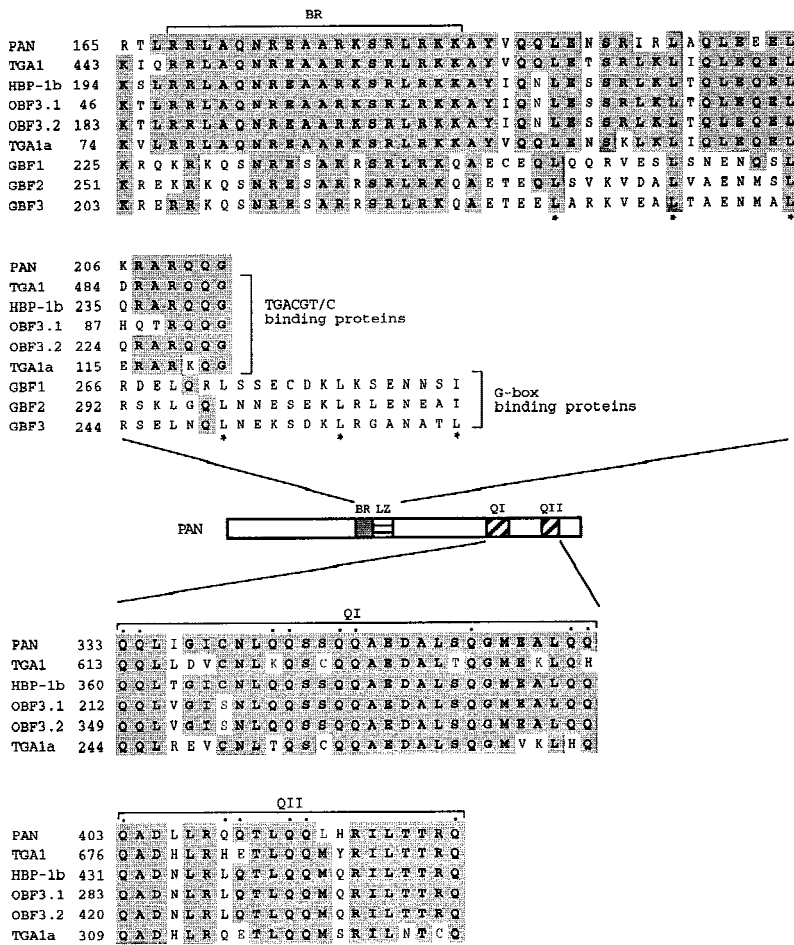 BR
PAN 165 R T L R R L A Q N R E A A R K S R L R K K A Y V Q Q L E N S R I R L A Q L E E E L
TGA1 443 K I Q R R L A Q N R E A A R K S R L R K K A Y V Q Q L E T S R L K L I Q L E Q E L
HBP-1b 194 K S L R R L A Q N R E A A R K S R L R K K A Y I Q N L E S S R L K L T Q L E Q E L
OBF3.1 46 K T L R R L A Q N R E A A R K S R L R K K A Y I Q N L E S S R L K L T Q L E Q E L
OBF3.2 183 K T L R R L A Q N R E A A R K S R L R K K A Y I Q N L E S S R L K L T Q L E Q E L
TGA1a 74 K V L R R L A Q N R E A A R K S R L R K K A Y V Q Q L E N S K L K L I Q L E Q E L
GBF1 225 K R Q K R K Q S N R E S A R R S R L R K Q A E C E Q L Q Q R V E S L S N E N Q S L
GBF2 251 K R E K R K Q S N R E S A R R S R L R K Q A E T E Q L S V K V D A L V A E N M S L
GBF3 203 K R E R R K Q S N R E S A R R S R L R K Q A E T E E L A R K V E A L T A E N M S L
* * *
PAN 206 K R A R Q Q G
TGA1 484 D R A R Q Q G
HBP-1b 235 Q R A R Q Q G
OBF3.1 87 H Q T R Q Q G
OBF3.2 224 Q R A R Q Q G
TGA1a 115 E R A R K Q G
TGACGT/C
binding proteins
GBF1 266 R D E L Q R L S S E C D K L K S E N N S I
GBF2 292 R S K L G Q L N N E S E K L R L E N E A I
GBF3 244 R S E L N Q L N E K S D K L R G A N A T L
* * *
G-box
binding proteins
BR LZ QI QII
PAN
QI
PAN 333 Q Q L I G I C N L Q Q S S Q Q A E D A L S Q G M E A L Q Q
TGA1 613 Q Q L L D V C N L K Q S C Q Q A E D A L T Q G M E K L Q H
HBP-1b 360 Q Q L T G I C N L Q Q S S Q Q A E D A L S Q G M E A L Q Q
OBF3.1 212 Q Q L V G I S N L Q Q S S Q Q A E D A L S Q G M E A L Q Q
OBF3.2 349 Q Q L V G I S N L Q Q S S Q Q A E D A L S Q G M E A L Q Q
TGA1a 244 Q Q L R E V C N L T Q S C Q Q A E D A L S Q G M V K L H Q
QII
PAN 403 Q A D L L R Q Q T L Q Q L H R I L T T R Q
TGA1 676 Q A D H L R H E T L Q Q M Y R I L T T R Q
HBP-1b 431 Q A D N L R L Q T L Q Q M Q R I L T T R Q
OBF3.1 283 Q A D N L R L Q T L Q Q M Q R I L T T R Q
OBF3.2 420 Q A D N L R L Q T L Q Q M Q R I L T T R Q
TGA1a 309 Q A D H L R Q E T L Q Q M S R I L N T C Q